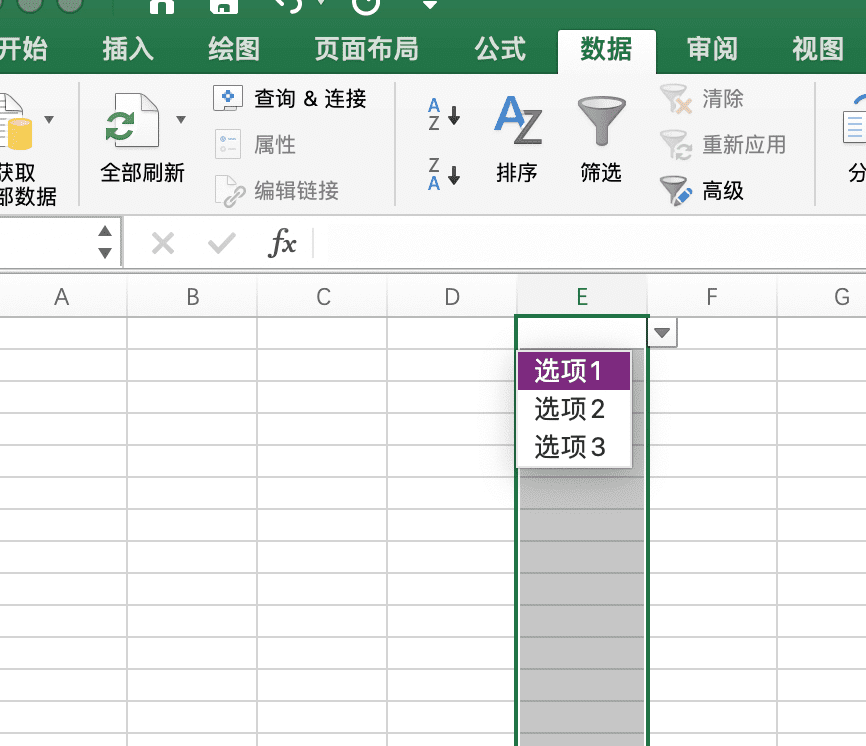 开始 插入 绘图 页面布局 公式 数据 审阅 视图
获取
部数据
全部刷新
查询 & 连接
属性
编辑链接
A
Z
Z
A
AZ
排序
筛选
清除
重新应用
高级
分
fx
A B C D E F G
选项1
选项2
选项3